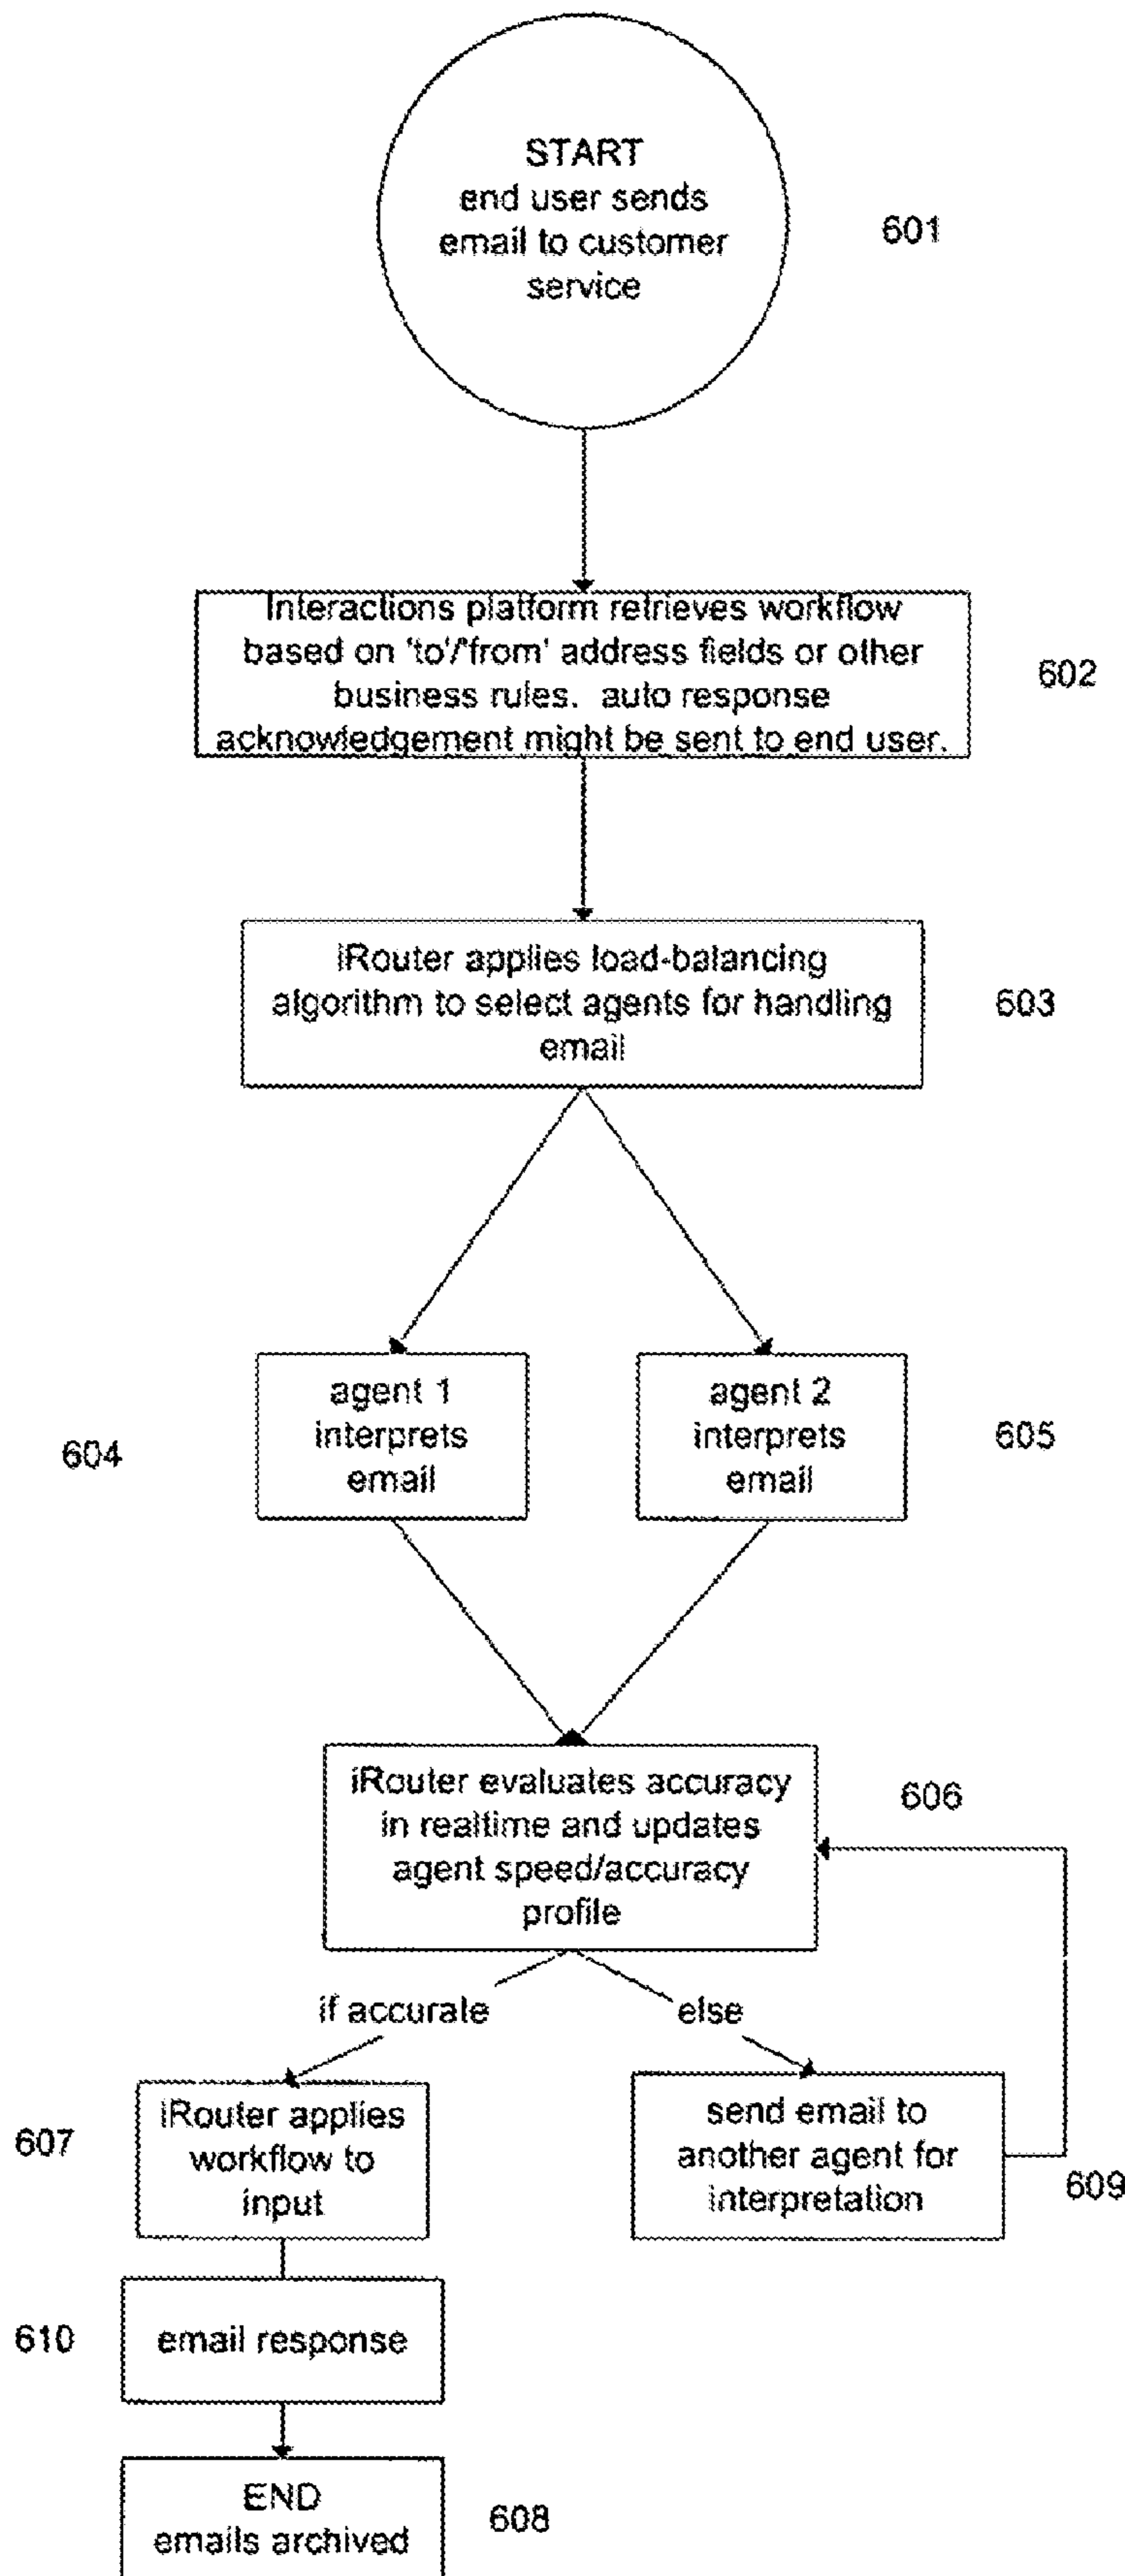 START
end user sends
email to customer
service
601
Interactions platform retrieves workflow
based on 'to'/'from' address fields or other
business rules. auto response
acknowledgement might be sent to end user.
602
iRouter applies load-balancing
algorithm to select agents for handling
email
603
agent 1
interprets
email
604
agent 2
interprets
email
605
iRouter evaluates accuracy
in realtime and updates
agent speed/accuracy
profile
606
if accurate
else
iRouter applies
workflow to
input
607
send email to
another agent for
interpretation
609
email response
610
END
emails archived
608